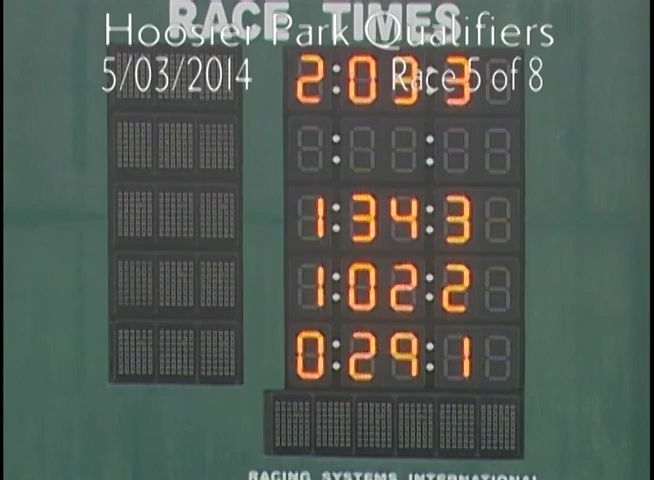 RACE TIMES
Hoosier Park Qualifiers
5/03/2014 Race 5 of 8
2:03:3
1:34:3
1:02:2
0:29:1
RACING SYSTEMS INTERNATIONAL